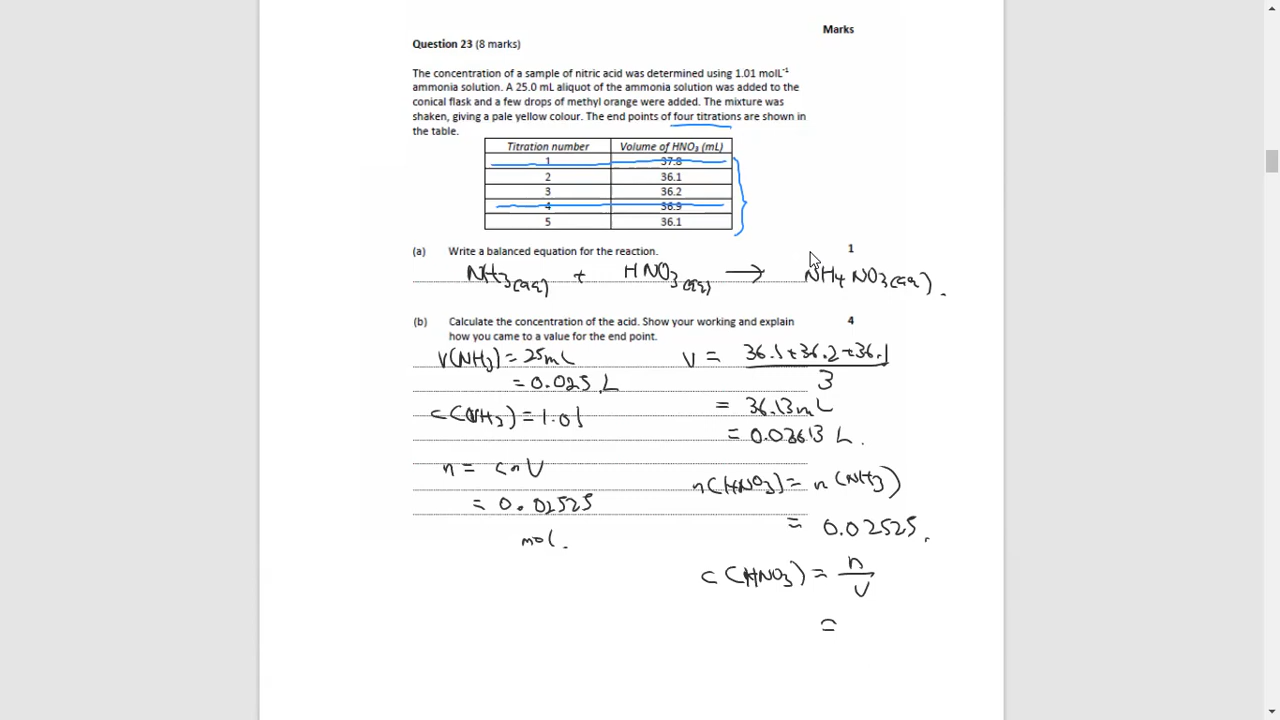 Marks
Question 23 (8 marks)
The concentration of a sample of nitric acid was determined using 1.01 molL⁻¹
ammonia solution. A 25.0 mL aliquot of the ammonia solution was added to the
conical flask and a few drops of methyl orange were added. The mixture was
shaken, giving a pale yellow colour. The end points of four titrations are shown in
the table.
Titration number Volume of HNO₃ (mL)
1 37.8
2 36.1
3 36.2
4 36.9
5 36.1
(a) Write a balanced equation for the reaction. 1
NH3(aq) + HNO3(aq) → NH4NO3(aq).
(b) Calculate the concentration of the acid. Show your working and explain 4
how you came to a value for the end point.
V(NH3) = 25mL
= 0.025 L
c(NH3) = 1.01
n = cnV
= 0.02525
mol.
V = 36.1+36.2+36.1
3
= 36.13mL
= 0.03613 L.
n(HNO3) = n(NH3)
= 0.02525.
c(HNO3) = n
V
=